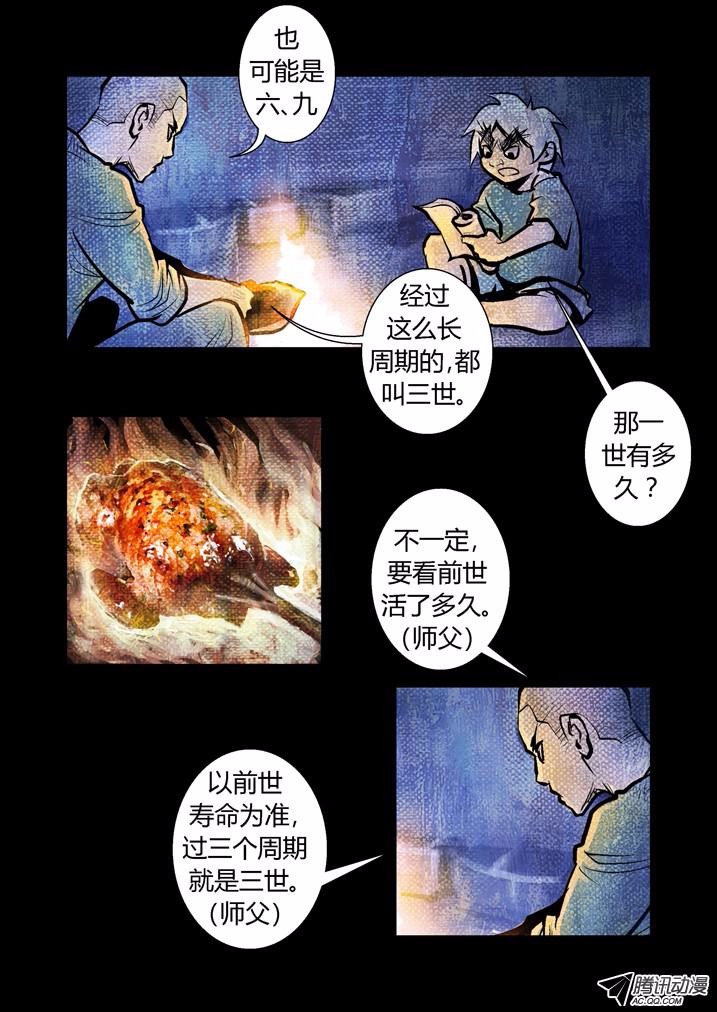 也
可能是
六、九
经过
这么长
周期的，都
叫三世。
那一
世有多
久？
不一定，
要看前世
活了多久。
（师父）
以前世
寿命为准，
过三个周期
就是三世。
（师父）
腾讯动漫
AC.QQ.COM